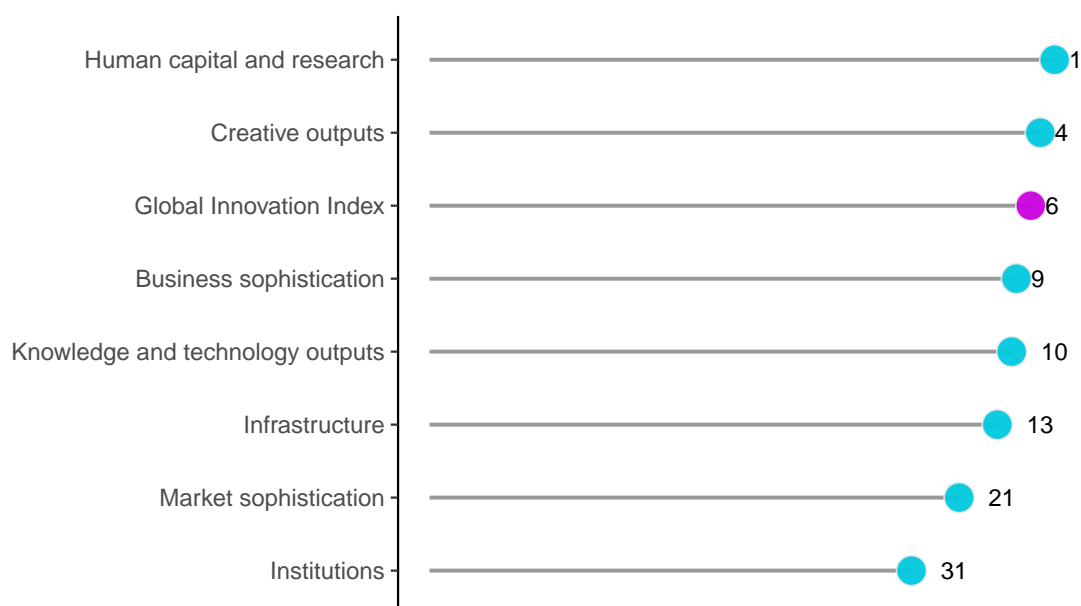 Human capital and research 1
Creative outputs 4
Global Innovation Index 6
Business sophistication 9
Knowledge and technology outputs 10
Infrastructure 13
Market sophistication 21
Institutions 31